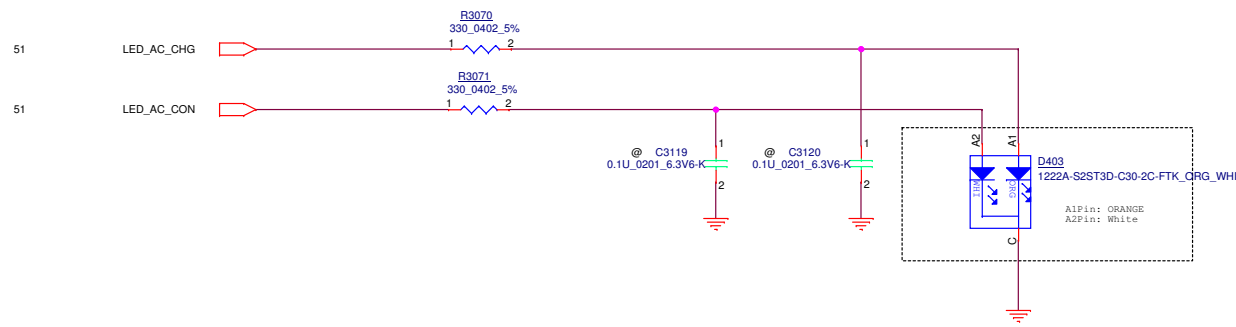 R3070
330_0402_5%
51
LED_AC_CHG
1
2
R3071
330_0402_5%
51
LED_AC_CON
1
2
@
C3119
0.1U_0201_6.3V6-K
1
2
@
C3120
0.1U_0201_6.3V6-K
1
2
A2
A1
D403
1222A-S2ST3D-C30-2C-FTK_ORG_WHI
WHI
ORG
A1Pin: ORANGE
A2Pin: White
C